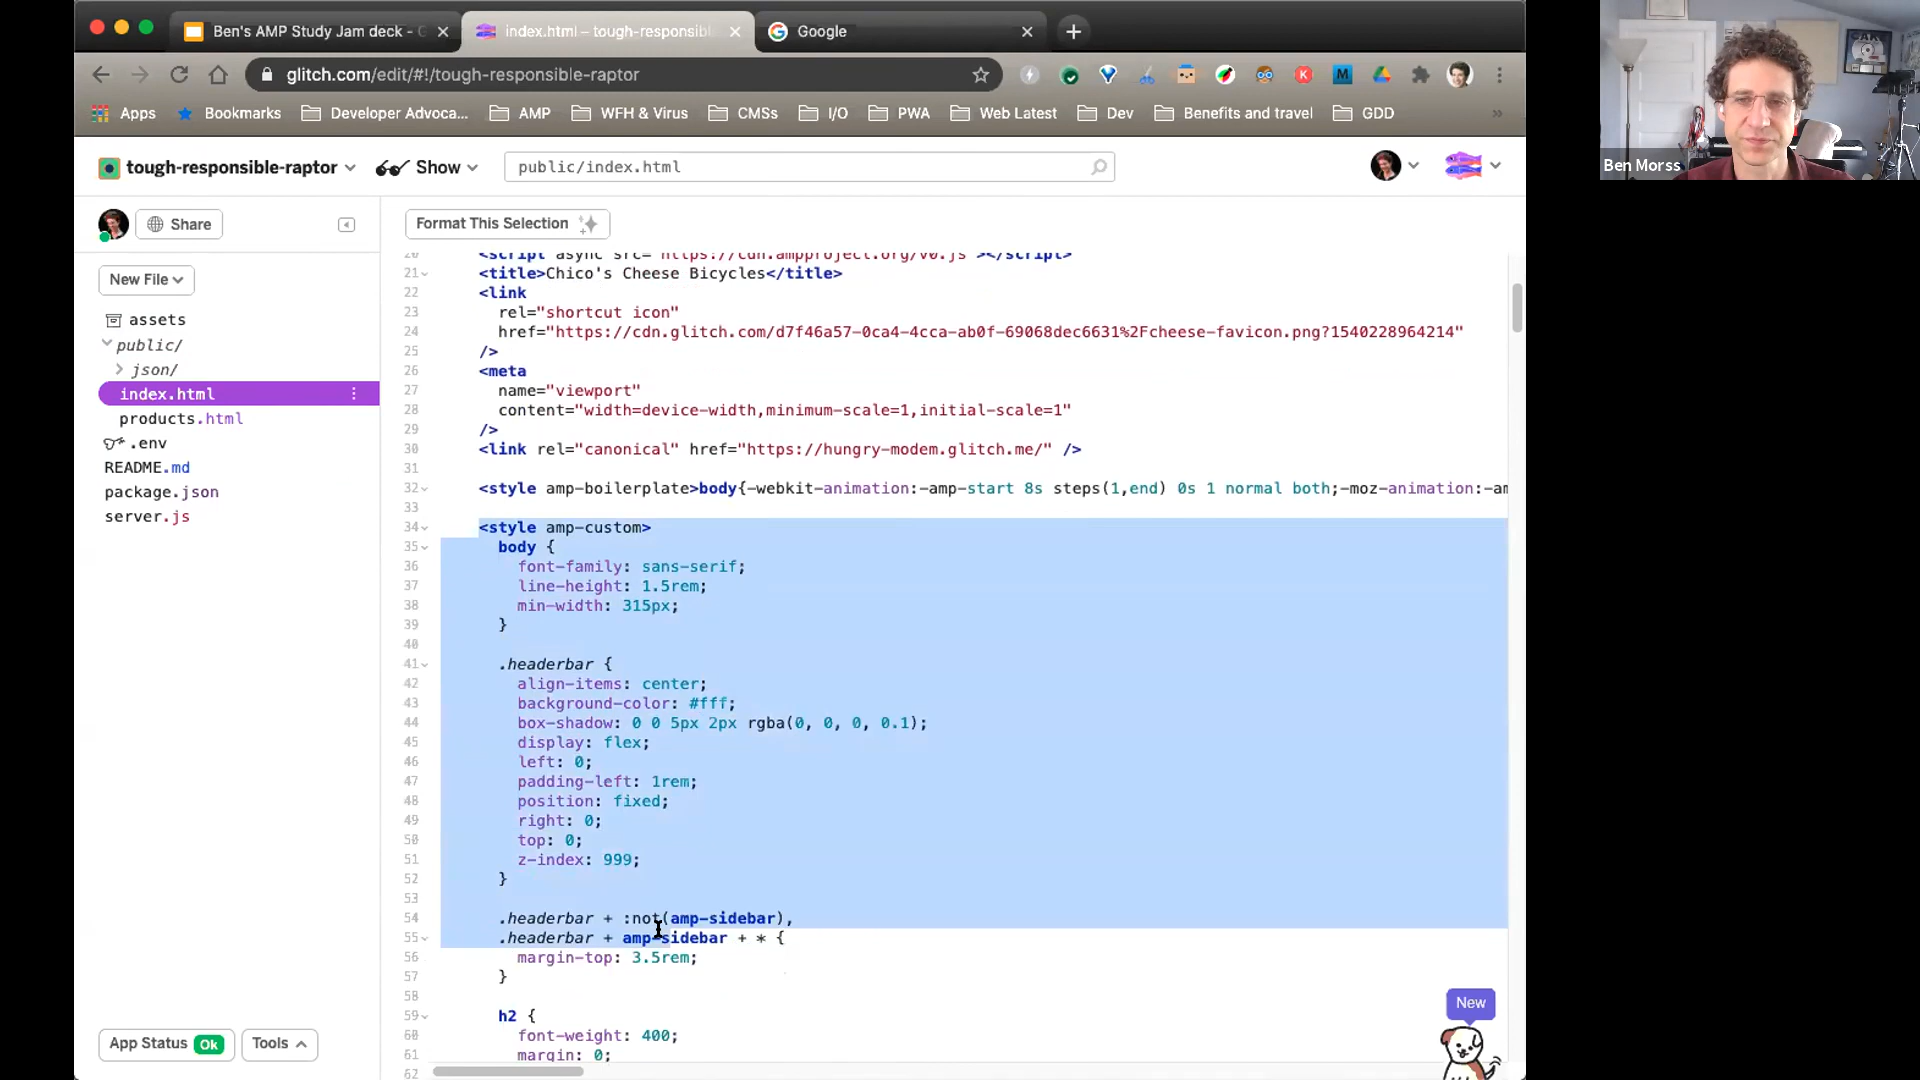 Ben's AMP Study Jam deck - G
index.html – tough-responsibl
Google
glitch.com/edit/#!/tough-responsible-raptor
Apps
Bookmarks
Developer Advoca...
AMP
WFH & Virus
CMSs
I/O
PWA
Web Latest
Dev
Benefits and travel
GDD
»
Ben Morss
tough-responsible-raptor
Show
public/index.html
Share
Format This Selection
New File
assets
public/
json/
index.html
products.html
.env
README.md
package.json
server.js
App Status Ok
Tools
20 <script async src="https://cdn.ampproject.org/v0.js"></script>
21 <title>Chico's Cheese Bicycles</title>
22 <link
23 rel="shortcut icon"
24 href="https://cdn.glitch.com/d7f46a57-0ca4-4cca-ab0f-69068dec6631%2Fcheese-favicon.png?1540228964214"
25 />
26 <meta
27 name="viewport"
28 content="width=device-width,minimum-scale=1,initial-scale=1"
29 />
30 <link rel="canonical" href="https://hungry-modem.glitch.me/" />
31
32 <style amp-boilerplate>body{-webkit-animation:-amp-start 8s steps(1,end) 0s 1 normal both;-moz-animation:-am
33
34 <style amp-custom>
35 body {
36 font-family: sans-serif;
37 line-height: 1.5rem;
38 min-width: 315px;
39 }
40
41 .headerbar {
42 align-items: center;
43 background-color: #fff;
44 box-shadow: 0 0 5px 2px rgba(0, 0, 0, 0.1);
45 display: flex;
46 left: 0;
47 padding-left: 1rem;
48 position: fixed;
49 right: 0;
50 top: 0;
51 z-index: 999;
52 }
53
54 .headerbar + :not(amp-sidebar),
55 .headerbar + amp-sidebar + * {
56 margin-top: 3.5rem;
57 }
58
59 h2 {
60 font-weight: 400;
61 margin: 0;
62
New